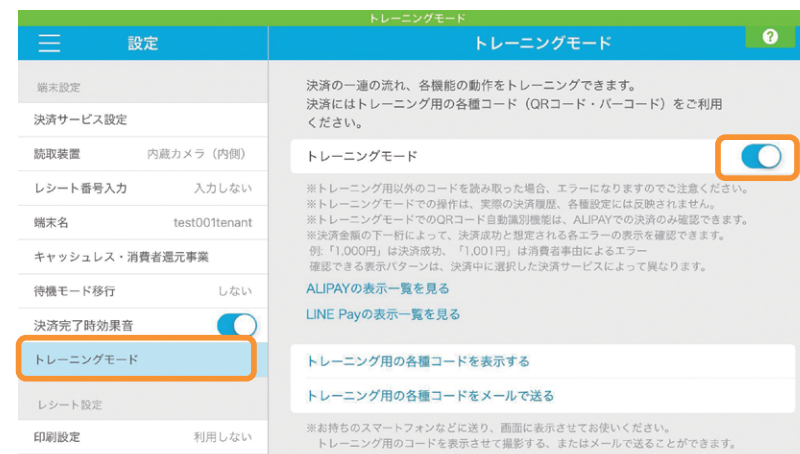 トレーニングモード
設定
トレーニングモード
?
端末設定
決済サービス設定
読取装置 内蔵カメラ（内側）
レシート番号入力 入力しない
端末名 test001tenant
キャッシュレス・消費者還元事業
待機モード移行 しない
決済完了時効果音
トレーニングモード
レシート設定
印刷設定 利用しない
決済の一連の流れ、各機能の動作をトレーニングできます。
決済にはトレーニング用の各種コード（QRコード・バーコード）をご利用
ください。
トレーニングモード
※トレーニング用以外のコードを読み取った場合、エラーになりますのでご注意ください。
※トレーニングモードでの操作は、実際の決済履歴、各種設定には反映されません。
※トレーニングモードでのQRコード自動識別機能は、ALIPAYでの決済のみ確認できます。
※決済金額の下一桁によって、決済成功と想定される各エラーの表示を確認できます。
例:「1,000円」は決済成功、「1,001円」は消費者事由によるエラー
確認できる表示パターンは、決済中に選択した決済サービスによって異なります。
ALIPAYの表示一覧を見る
LINE Payの表示一覧を見る
トレーニング用の各種コードを表示する
トレーニング用の各種コードをメールで送る
※お持ちのスマートフォンなどに送り、画面に表示させてお使いください。
トレーニング用のコードを表示させて撮影する、またはメールで送ることができます。